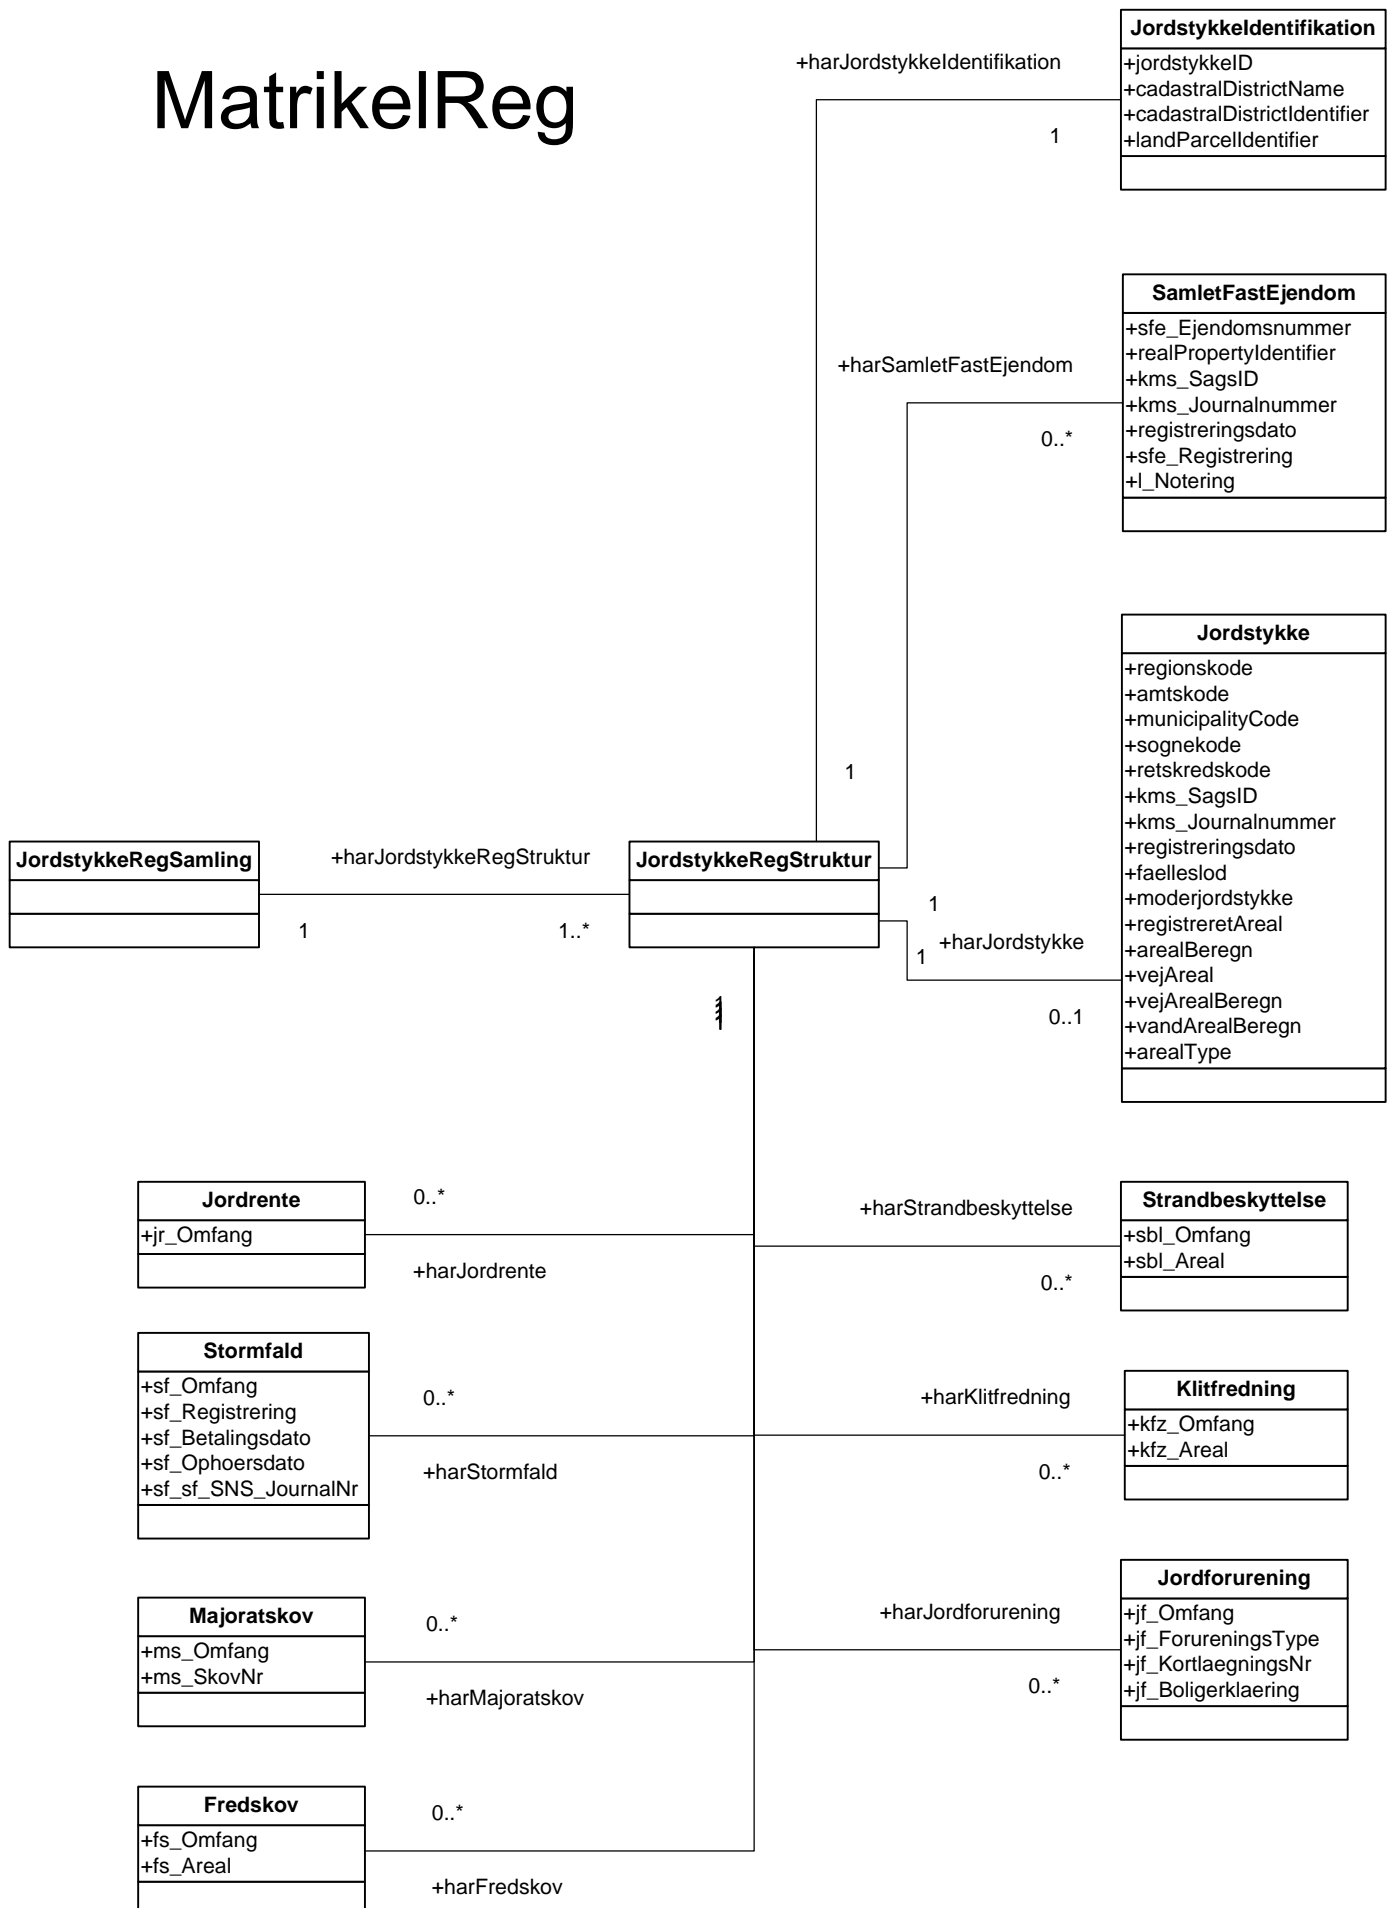 MatrikelReg
JordstykkeIdentifikation
+jordstykkeID
+cadastralDistrictName
+cadastralDistrictIdentifier
+landParcelIdentifier
+harJordstykkeIdentifikation
1
1
SamletFastEjendom
+sfe_Ejendomsnummer
+realPropertyIdentifier
+kms_SagsID
+kms_Journalnummer
+registreringsdato
+sfe_Registrering
+l_Notering
+harSamletFastEjendom
0..*
1
Jordstykke
+regionskode
+amtskode
+municipalityCode
+sognekode
+retskredskode
+kms_SagsID
+kms_Journalnummer
+registreringsdato
+faelleslod
+moderjordstykke
+registreretAreal
+arealBeregn
+vejAreal
+vejArealBeregn
+vandArealBeregn
+arealType
+harJordstykke
1
0..1
JordstykkeRegSamling
+harJordstykkeRegStruktur
1
1..*
JordstykkeRegStruktur
Jordrente
+jr_Omfang
0..*
+harJordrente
Strandbeskyttelse
+sbl_Omfang
+sbl_Areal
+harStrandbeskyttelse
0..*
Stormfald
+sf_Omfang
+sf_Registrering
+sf_Betalingsdato
+sf_Ophoersdato
+sf_sf_SNS_JournalNr
0..*
+harStormfald
Klitfredning
+kfz_Omfang
+kfz_Areal
+harKlitfredning
0..*
Majoratskov
+ms_Omfang
+ms_SkovNr
0..*
+harMajoratskov
Jordforurening
+jf_Omfang
+jf_ForureningsType
+jf_KortlaegningsNr
+jf_Boligerklaering
+harJordforurening
0..*
Fredskov
+fs_Omfang
+fs_Areal
0..*
+harFredskov